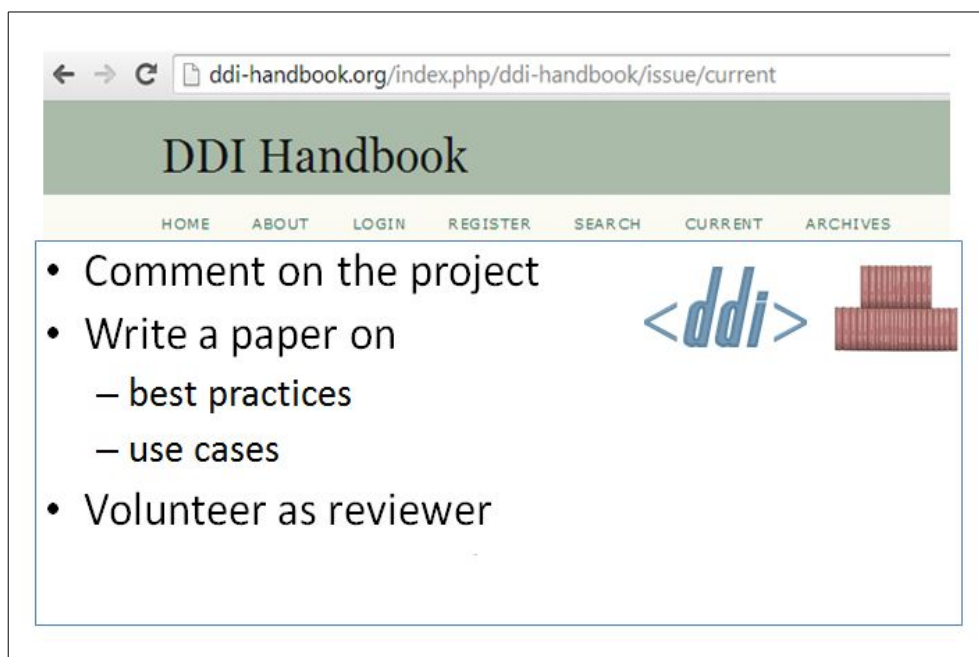 ddi-handbook.org/index.php/ddi-handbook/issue/current
DDI Handbook
HOME ABOUT LOGIN REGISTER SEARCH CURRENT ARCHIVES
• Comment on the project
<ddi>
• Write a paper on
– best practices
– use cases
• Volunteer as reviewer